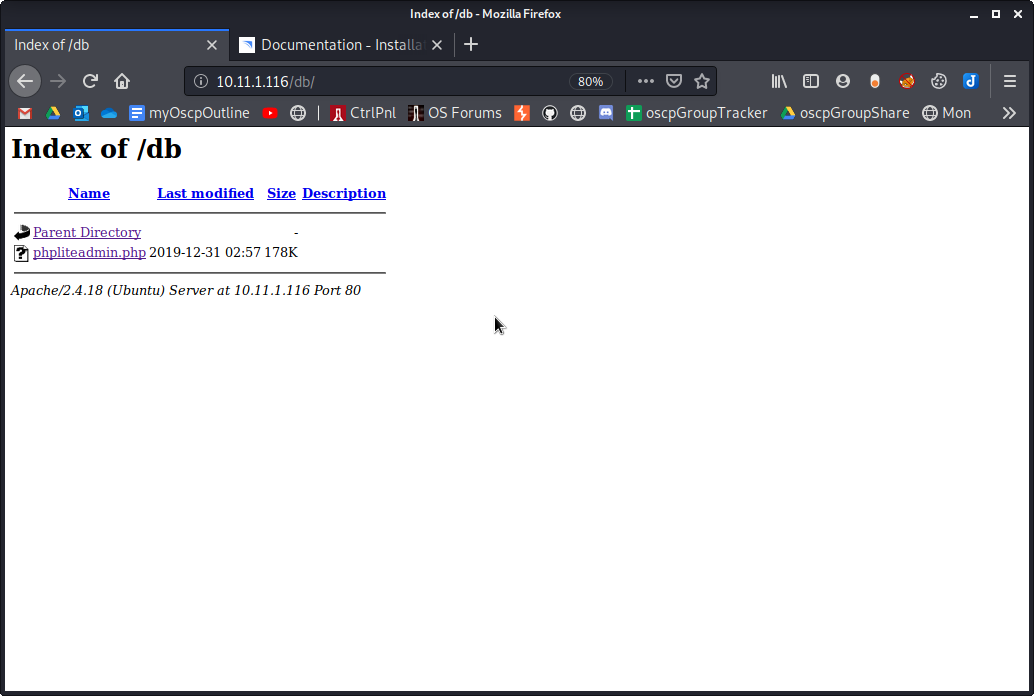 Index of /db - Mozilla Firefox
Index of /db
Documentation - Installa
10.11.1.116/db/
80%
myOscpOutline
CtrlPnl
OS Forums
oscpGroupTracker
oscpGroupShare
Mon
Index of /db
Name Last modified Size Description
Parent Directory -
phpliteadmin.php 2019-12-31 02:57 178K
Apache/2.4.18 (Ubuntu) Server at 10.11.1.116 Port 80